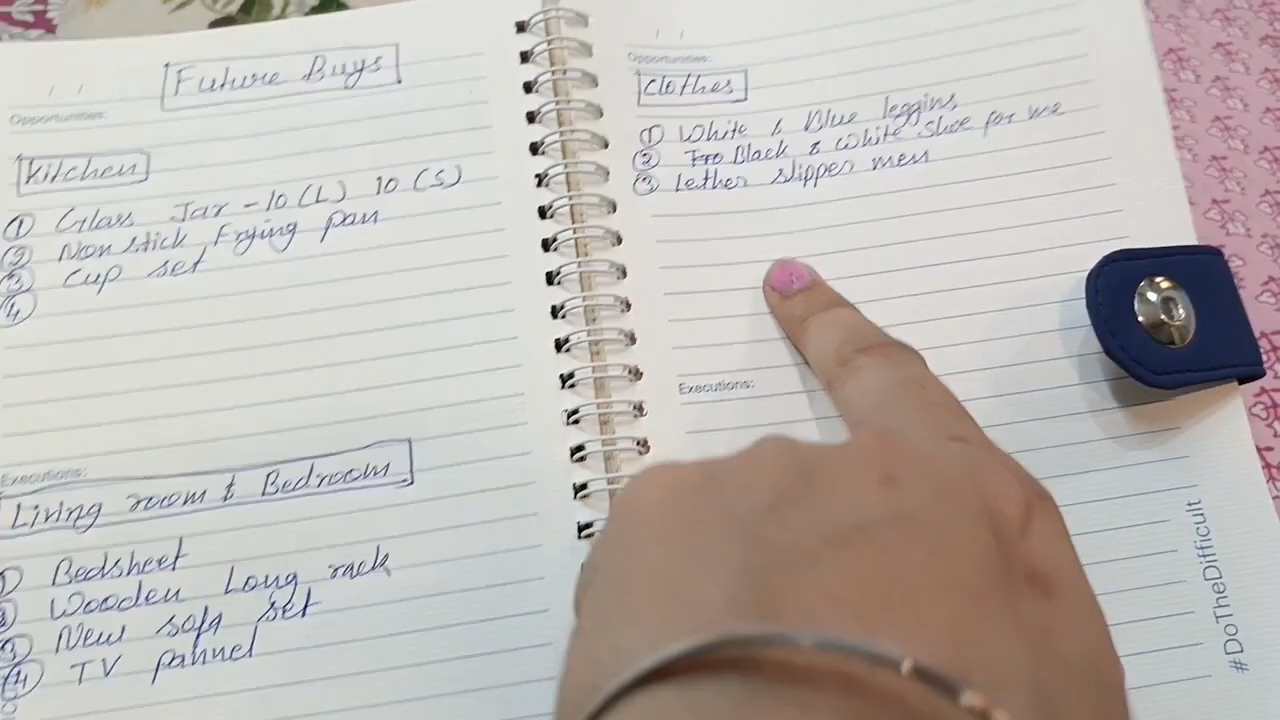 Future Buys
Opportunities:
Kitchen
① Glass Jar - 10 (L) 10 (S)
② Non stick Frying pan
③ Cup set
④
Executions:
Living room & Bedroom
① Bedsheet
② Wooden Long rack
③ New sofa set
④ TV pannel
Opportunities:
Clothes
① White & Blue leggins
② Black & White Shoe for me
③ Lether slipper men
Executions:
#DoTheDifficult